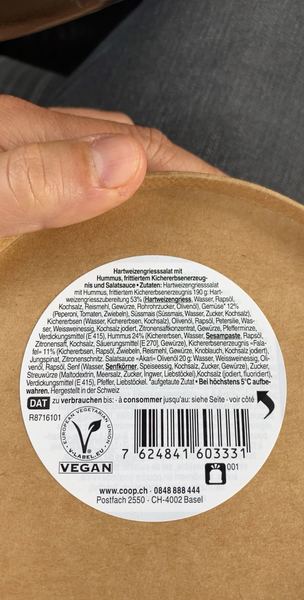 Hartweizengriesssalat mit
Hummus, frittiertem Kichererbsenerzeug-
nis und Salatsauce • Zutaten: Hartweizengriesssalat
mit Hummus, frittiertem Kichererbsenerzeugnis 190 g: Hart-
weizengriesszubereitung 53% (Hartweizengriess, Wasser, Rapsöl,
Kochsalz, Reismehl, Gewürze, Rohrohrzucker, Olivenöl), Gemüse* 12%
(Peperoni, Tomaten, Zwiebeln), Süssmais (Süssmais, Wasser, Zucker, Kochsalz),
Kichererbsen (Wasser, Kichererbsen, Kochsalz), Zwiebeln, Rapsöl, Petersilie, Was-
ser, Weissweinessig, Kochsalz jodiert, Zitronensaftkonzentrat, Gewürze, Pfefferminze,
Verdickungsmittel (E 415), Hummus 24% (Kichererbsen, Wasser, Sesampaste, Rapsöl,
Zitronensaft, Kochsalz, Säuerungsmittel [E 270], Gewürze), Kichererbsenerzeugnis «Fala-
fel» 11% (Kichererbsen, Rapsöl, Zwiebeln, Reismehl, Gewürze, Knoblauch, Kochsalz jodiert),
Jungspinat, Zitronenschnitz. Salatsauce «Akari» Olivenöl 20 g: Wasser, Weissweinessig, Oli-
venöl, Rapsöl, Senf (Wasser, Senfkörner, Speiseessig, Kochsalz, Zucker, Gewürze), Zucker,
Streuwürze (Maltodextrin, Meersalz, Zucker, Ingwer, Liebstöckel), Kochsalz (jodiert, fluoridiert),
Verdickungsmittel (E 415), Pfeffer, Liebstöckel. *aufgetaute Zutat • Bei höchstens 5°C aufbe-
wahren. Hergestellt in der Schweiz
DAT zu verbrauchen bis: - à consommer jusqu'au: siehe Seite - voir côté
R8716101
EUROPEAN VEGETARIAN UNION
V-LABEL.EU
VEGAN
7 624841 603331
001
www.coop.ch · 0848 888 444
Postfach 2550 · CH-4002 Basel